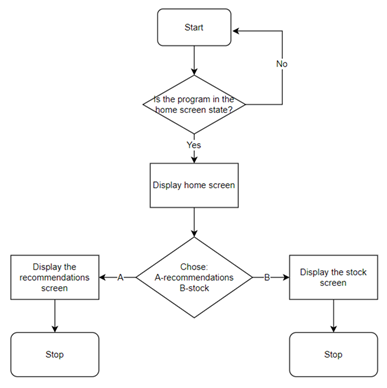 Start
No
Is the program in the
home screen state?
Yes
Display home screen
Display the
recommendations
screen
A
Chose:
A-recommendations
B-stock
B
Display the stock
screen
Stop
Stop